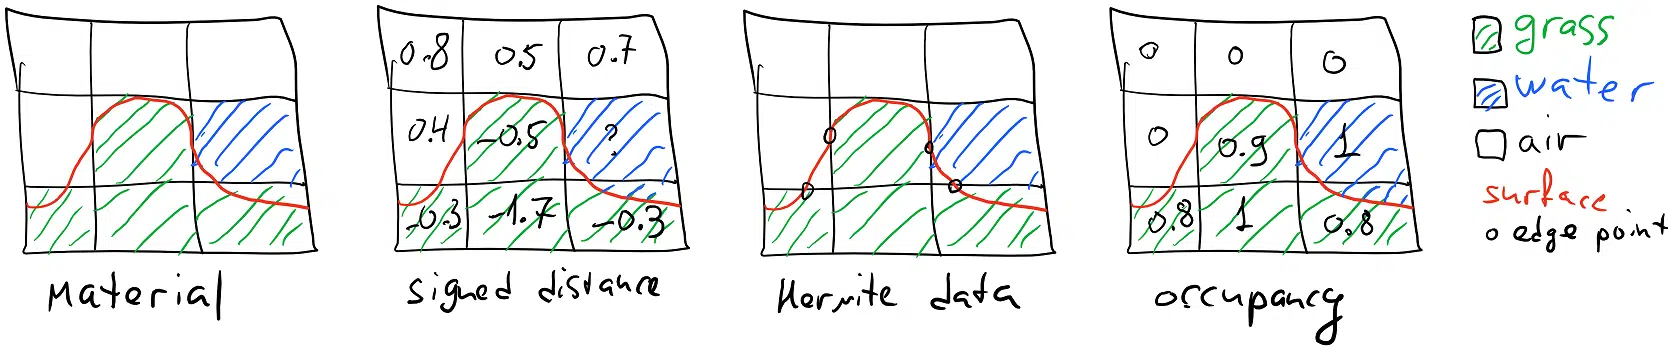 0.8 0.5 0.7
0.4 -0.5 ?
-0.3 -1.7 -0.3
0 0 0
0 0.9 1
0.8 1 0.8
Material
signed distance
Hermite data
occupancy
grass
water
air
surface
o edge point